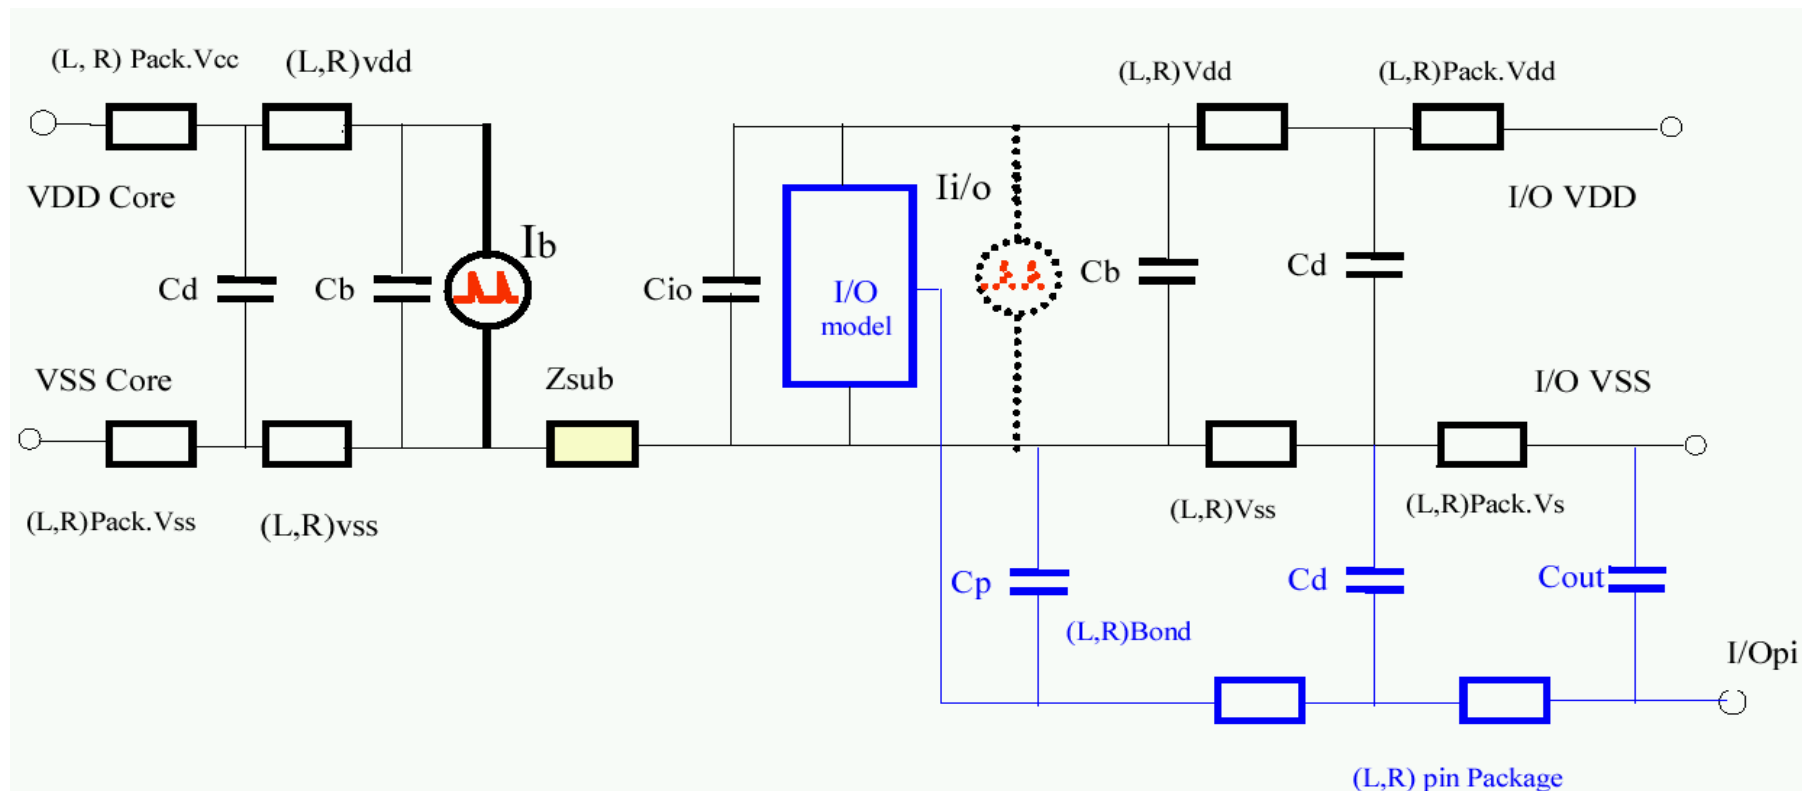 (L, R) Pack.Vcc
(L,R)vdd
(L,R)Vdd
(L,R)Pack.Vdd
VDD Core
Ii/o
I/O VDD
Ib
Cd
Cb
Cio
I/O
model
Cb
Cd
VSS Core
Zsub
I/O VSS
(L,R)Pack.Vss
(L,R)vss
(L,R)Vss
(L,R)Pack.Vs
Cp
Cd
Cout
(L,R)Bond
I/Opi
(L,R) pin Package